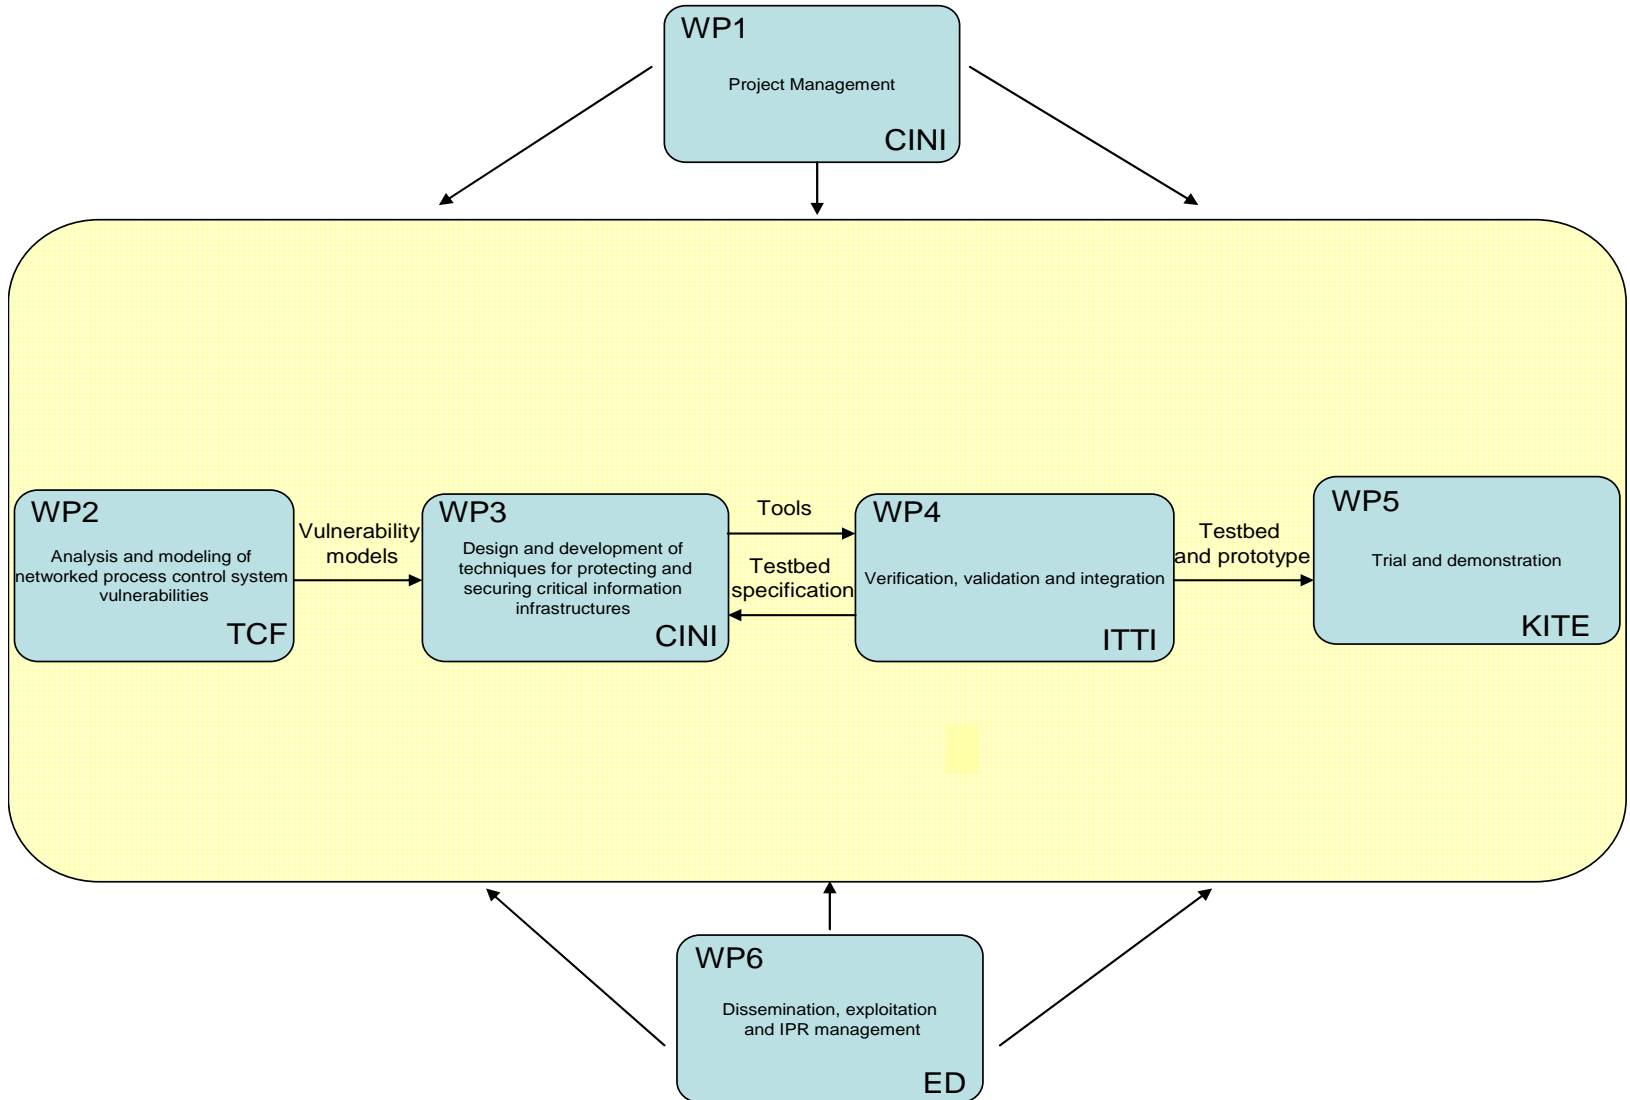 WP1
Project Management
CINI
WP2
Analysis and modeling of
networked process control system
vulnerabilities
TCF
Vulnerability
models
WP3
Design and development of
techniques for protecting and
securing critical information
infrastructures
CINI
Tools
Testbed
specification
WP4
Verification, validation and integration
ITTI
Testbed
and prototype
WP5
Trial and demonstration
KITE
WP6
Dissemination, exploitation
and IPR management
ED